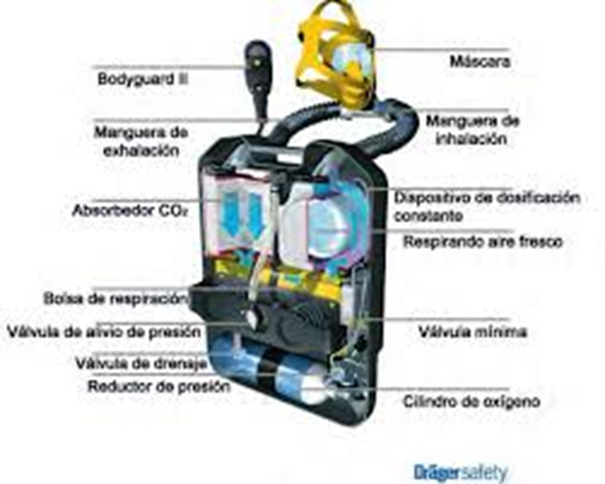 Máscara
Bodyguard II
Manguera de
exhalación
Manguera de
inhalación
Absorbedor CO₂
Dispositivo de dosificación
constante
Respirando aire fresco
Bolsa de respiración
Válvula de alivio de presión
Válvula mínima
Válvula de drenaje
Reductor de presión
Cilindro de oxígeno
Drägersafety